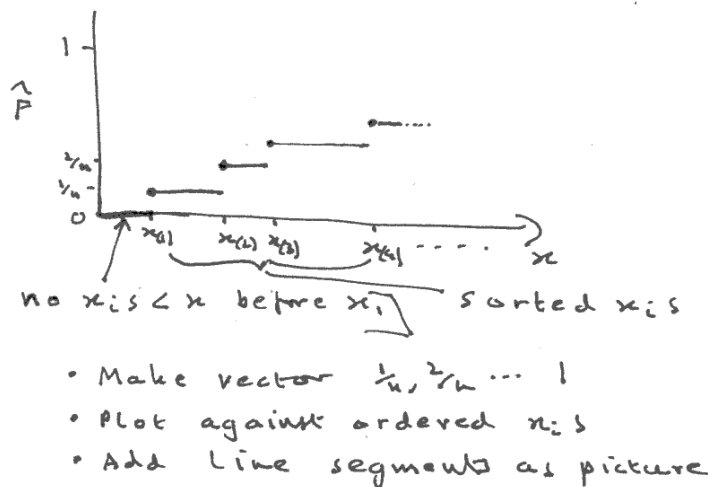 1
F̂
2/n
1/n
0
x(1) x(2) x(3) x(4) .....
x
no xis < x before x1
sorted xis
• Make vector 1/n, 2/n ... 1
• Plot against ordered xis
• Add line segments as picture